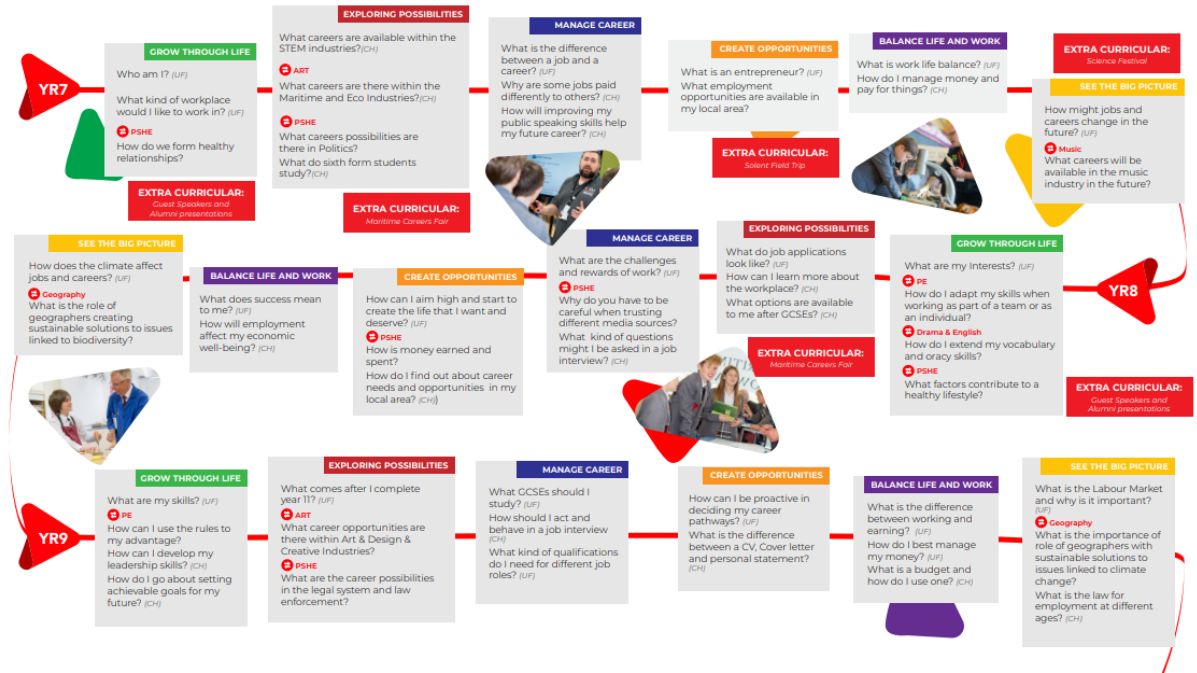 YR7
GROW THROUGH LIFE
Who am I? (UF)
What kind of workplace
would I like to work in? (UF)
PSHE
How do we form healthy
relationships?
EXTRA CURRICULAR:
Guest Speakers and
Alumni presentations
EXPLORING POSSIBILITIES
What careers are available within the
STEM industries?(CH)
ART
What careers are there within the
Maritime and Eco Industries?(CH)
PSHE
What careers possibilities are
there in Politics?
What do sixth form students
study?(CH)
EXTRA CURRICULAR:
Maritime Careers Fair
MANAGE CAREER
What is the difference
between a job and a
career? (UF)
Why are some jobs paid
differently to others? (CH)
How will improving my
public speaking skills help
my future career? (CH)
CREATE OPPORTUNITIES
What is an entrepreneur? (UF)
What employment
opportunities are available in
my local area?
EXTRA CURRICULAR:
Solent Field Trip
BALANCE LIFE AND WORK
What is work life balance? (UF)
How do I manage money and
pay for things? (CH)
EXTRA CURRICULAR:
Science Festival
SEE THE BIG PICTURE
How might jobs and
careers change in the
future? (UF)
Music
What careers will be
available in the music
industry in the future?
YR8
GROW THROUGH LIFE
What are my Interests? (UF)
PE
How do I adapt my skills when
working as part of a team or as
an individual?
Drama & English
How do I extend my vocabulary
and oracy skills?
PSHE
What factors contribute to a
healthy lifestyle?
EXTRA CURRICULAR:
Guest Speakers and
Alumni presentations
EXPLORING POSSIBILITIES
What do job applications
look like? (UF)
How can I learn more about
the workplace? (CH)
What options are available
to me after GCSEs? (CH)
EXTRA CURRICULAR:
Maritime Careers Fair
MANAGE CAREER
What are the challenges
and rewards of work? (UF)
PSHE
Why do you have to be
careful when trusting
different media sources?
What kind of questions
might I be asked in a job
interview? (CH)
CREATE OPPORTUNITIES
How can I aim high and start to
create the life that I want and
deserve? (UF)
PSHE
How is money earned and
spent?
How do I find out about career
needs and opportunities in my
local area? (CH))
BALANCE LIFE AND WORK
What does success mean
to me? (UF)
How will employment
affect my economic
well-being? (CH)
SEE THE BIG PICTURE
How does the climate affect
jobs and careers? (UF)
Geography
What is the role of
geographers creating
sustainable solutions to issues
linked to biodiversity?
YR9
GROW THROUGH LIFE
What are my skills? (UF)
PE
How can I use the rules to
my advantage?
How can I develop my
leadership skills? (CH)
How do I go about setting
achievable goals for my
future? (CH)
EXPLORING POSSIBILITIES
What comes after I complete
year 11? (UF)
ART
What career opportunities are
there within Art & Design &
Creative Industries?
PSHE
What are the career possibilities
in the legal system and law
enforcement?
MANAGE CAREER
What GCSEs should I
study? (UF)
How should I act and
behave in a job interview
(CH)
What kind of qualifications
do I need for different job
roles? (UF)
CREATE OPPORTUNITIES
How can I be proactive in
deciding my career
pathways? (UF)
What is the difference
between a CV, Cover letter
and personal statement?
(CH)
BALANCE LIFE AND WORK
What is the difference
between working and
earning? (UF)
How do I best manage
my money? (UF)
What is a budget and
how do I use one? (CH)
SEE THE BIG PICTURE
What is the Labour Market
and why is it important?
(UF)
Geography
What is the importance of
role of geographers with
sustainable solutions to
issues linked to climate
change?
What is the law for
employment at different
ages? (CH)